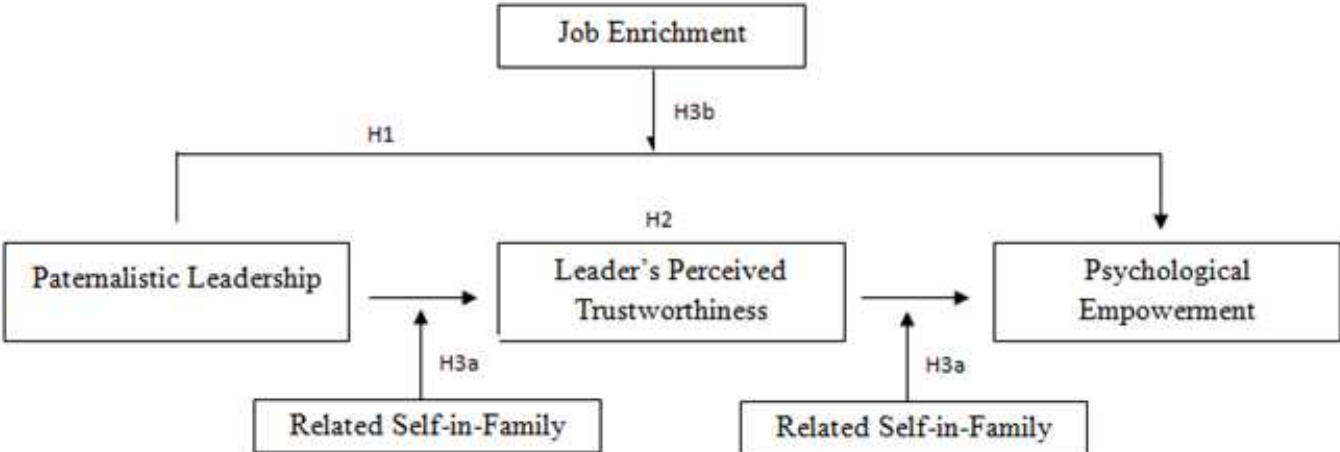 Job Enrichment
H3b
H1
H2
Paternalistic Leadership
Leader's Perceived
Trustworthiness
Psychological
Empowerment
H3a
H3a
Related Self-in-Family
Related Self-in-Family